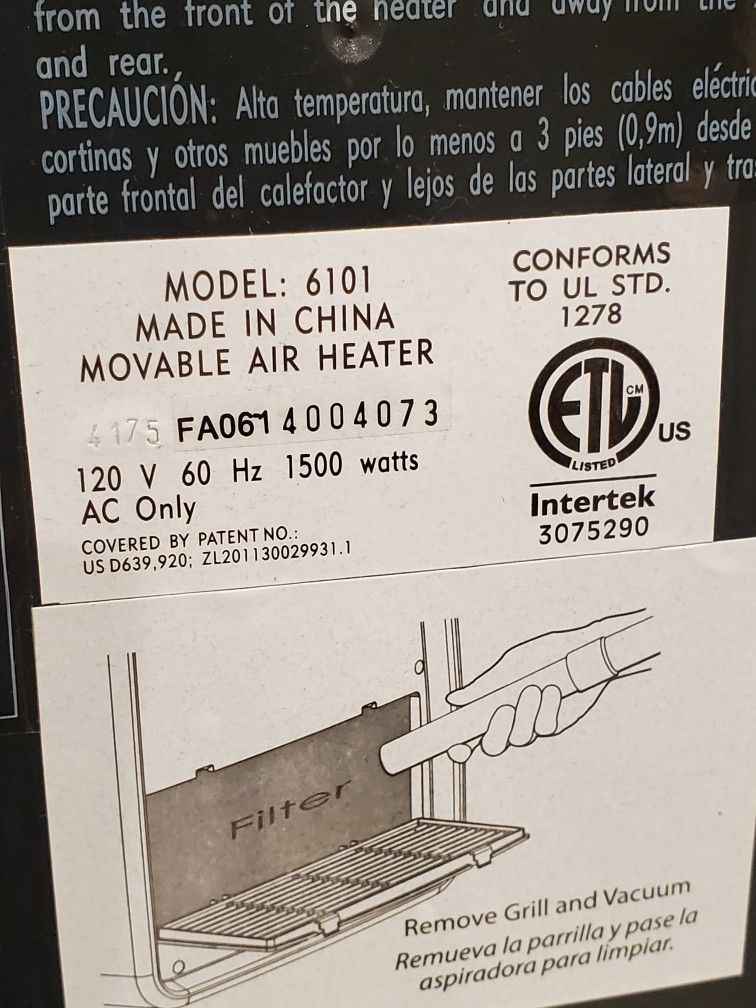 from the front of the heater and away from the
and rear.
PRECAUCIÓN: Alta temperatura, mantener los cables
cortinas y otros muebles por lo menos a 3 pies (0,9m) desde
parte frontal del calefactor y lejos de las partes lateral y
MODEL: 6101
MADE IN CHINA
MOVABLE AIR HEATER
4175 FA0614004073
120 V 60 Hz 1500 watts
AC Only
COVERED BY PATENT NO.:
US D639,920; ZL201130029931.1
CONFORMS
TO UL STD.
1278
ETL CM
LISTED
US
Intertek
3075290
Filter
Remove Grill and Vacuum
Remueva la parrilla y pase la
aspiradora para limpiar.